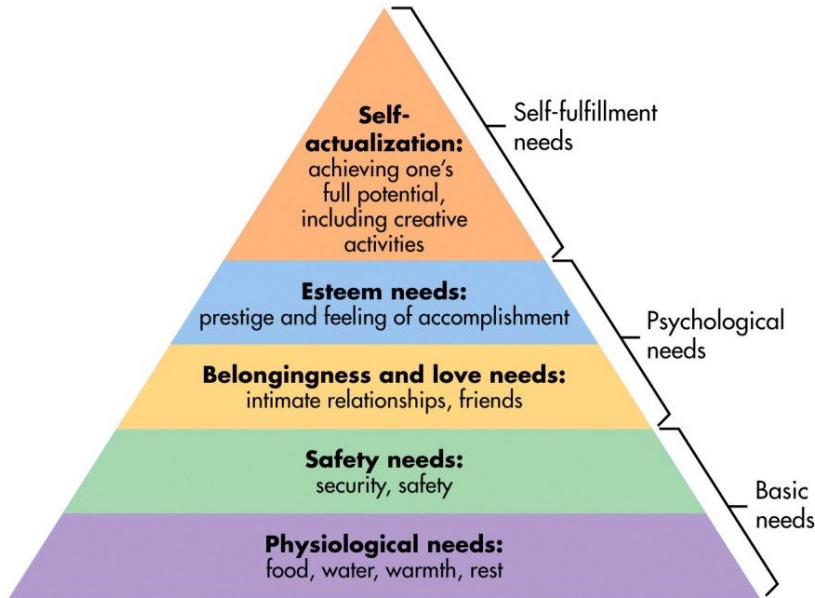 Self-
actualization:
achieving one's
full potential,
including creative
activities
Self-fulfillment
needs
Esteem needs:
prestige and feeling of accomplishment
Psychological
needs
Belongingness and love needs:
intimate relationships, friends
Safety needs:
security, safety
Basic
needs
Physiological needs:
food, water, warmth, rest